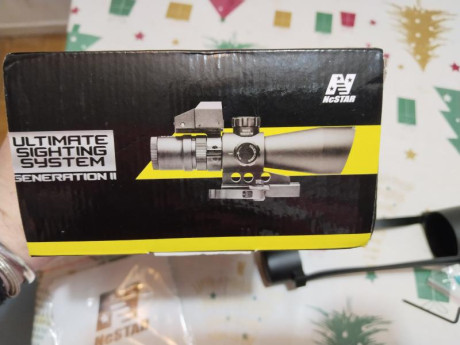 NcSTAR
ULTIMATE
SIGHTING
SYSTEM
GENERATION II
NcSTAR